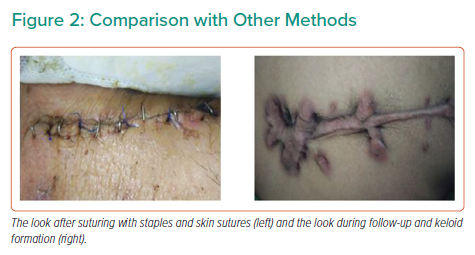 Figure 2: Comparison with Other Methods
The look after suturing with staples and skin sutures (left) and the look during follow-up and keloid
formation (right).